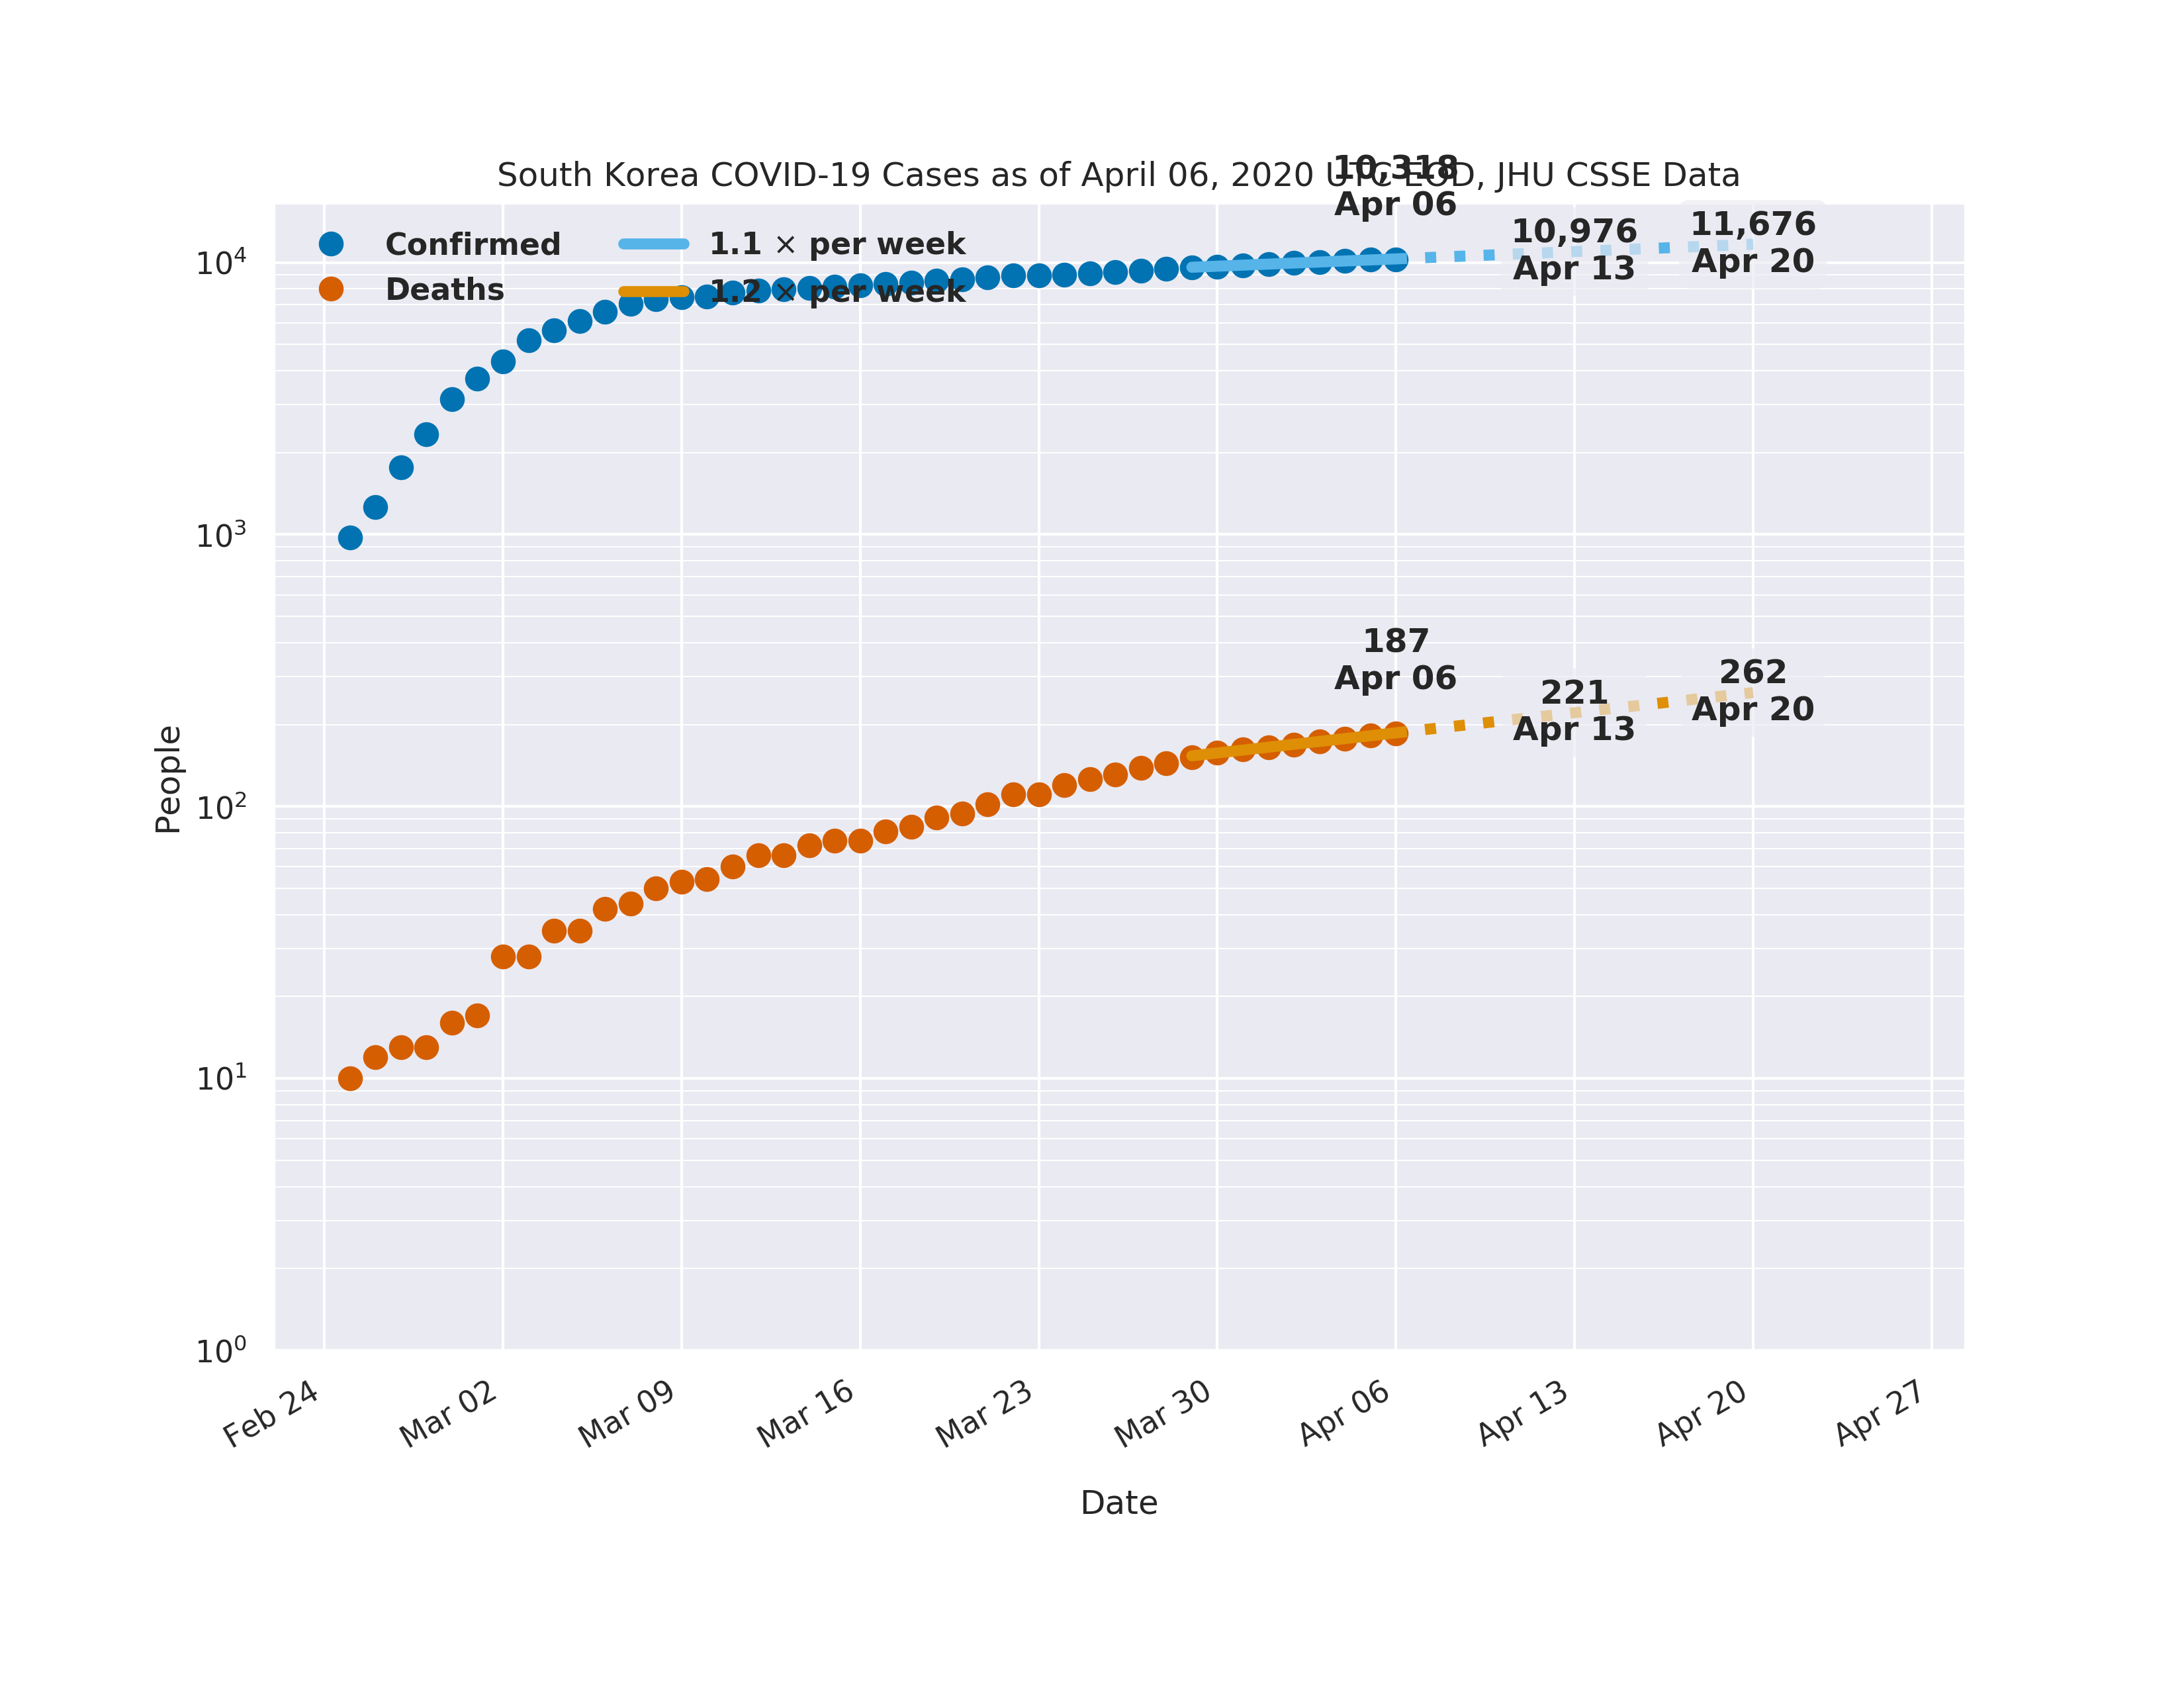 South Korea COVID-19 Cases as of April 06, 2020 UTC EOD, JHU CSSE Data
10,318
Apr 06
10,976
Apr 13
11,676
Apr 20
Confirmed
Deaths
1.1 × per week
1.2 × per week
187
Apr 06
221
Apr 13
262
Apr 20
People
10⁴
10³
10²
10¹
10⁰
Feb 24
Mar 02
Mar 09
Mar 16
Mar 23
Mar 30
Apr 06
Apr 13
Apr 20
Apr 27
Date